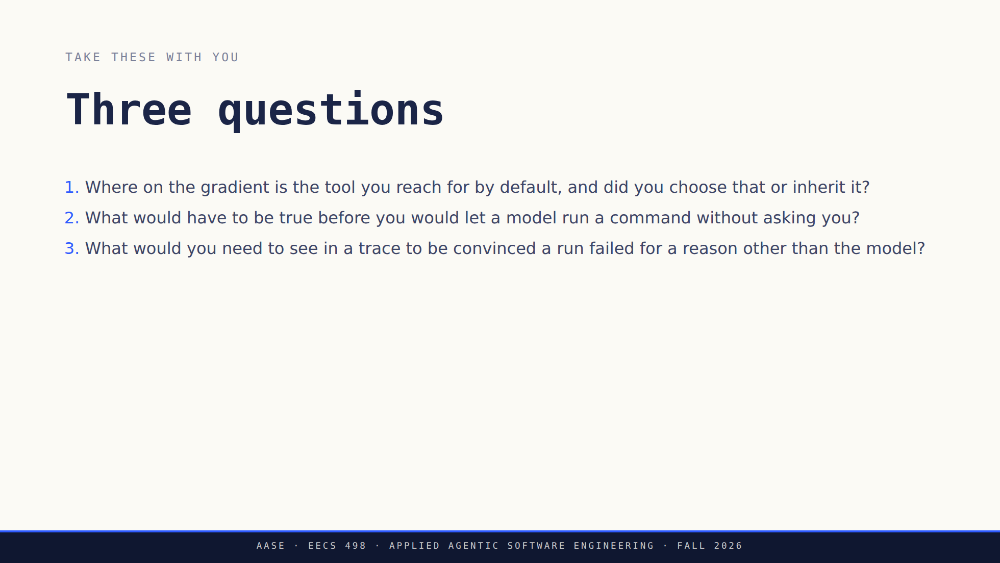 TAKE THESE WITH YOU
Three questions
1. Where on the gradient is the tool you reach for by default, and did you choose that or inherit it?
2. What would have to be true before you would let a model run a command without asking you?
3. What would you need to see in a trace to be convinced a run failed for a reason other than the model?
AASE · EECS 498 · APPLIED AGENTIC SOFTWARE ENGINEERING · FALL 2026